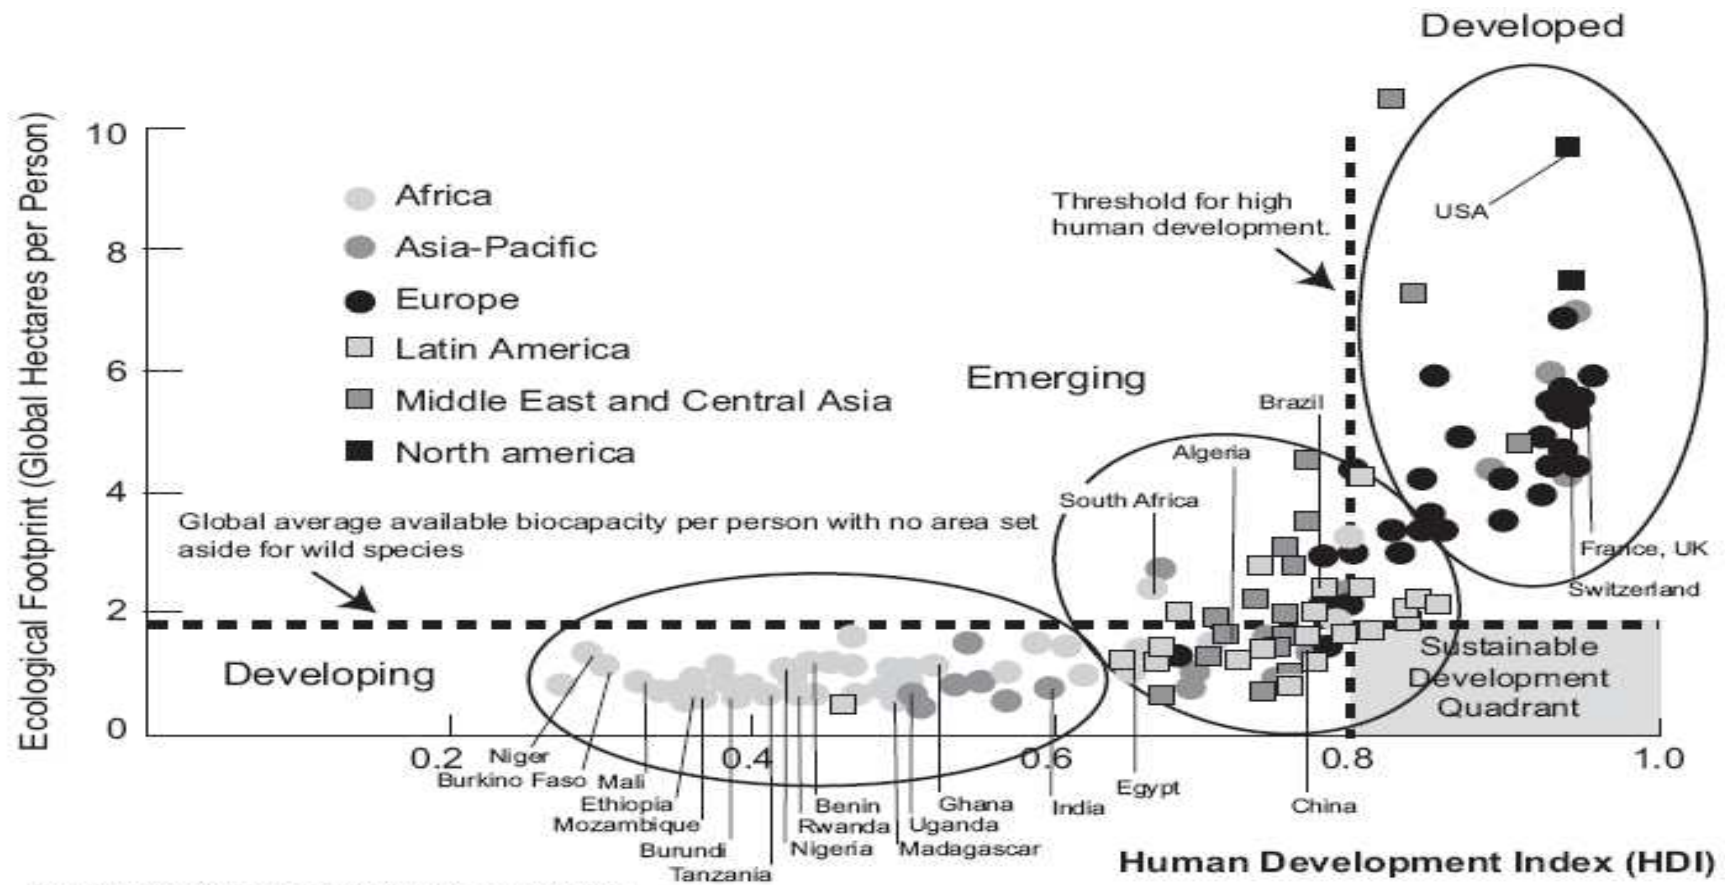 Developed
Ecological Footprint (Global Hectares per Person)
10
8
6
4
2
0
Africa
Asia-Pacific
Europe
Latin America
Middle East and Central Asia
North america
Threshold for high
human development.
USA
Emerging
Brazil
Algeria
South Africa
Global average available biocapacity per person with no area set
aside for wild species
France, UK
Switzerland
Developing
Sustainable
Development
Quadrant
0.2
0.4
0.6
0.8
1.0
Niger
Burkino Faso
Mali
Ethiopia
Mozambique
Burundi
Tanzania
Benin
Rwanda
Nigeria
Ghana
Uganda
Madagascar
India
Egypt
China
Human Development Index (HDI)